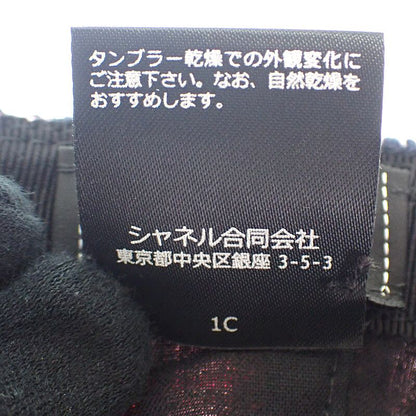 タンブラー乾燥での外観変化に
ご注意下さい。なお、自然乾燥を
おすすめします。
シャネル合同会社
東京都中央区銀座 3-5-3
1C